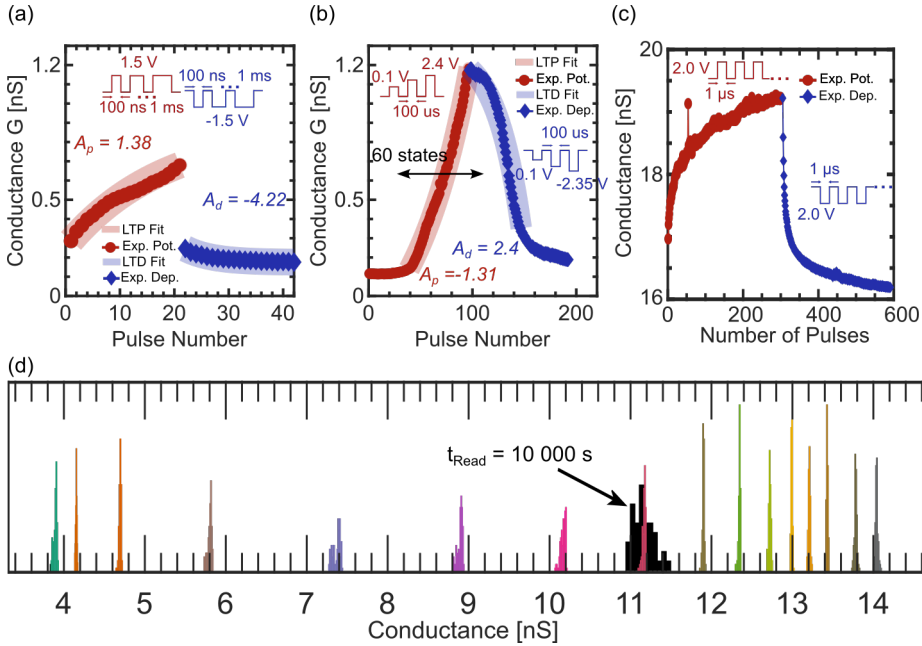 (a)
(b)
(c)
Conductance G [nS]
1.2
0.5
0
0 10 20 30 40
Pulse Number
1.5 V
100 ns 1 ms
100 ns 1 ms
-1.5 V
A_p = 1.38
A_d = -4.22
LTP Fit
Exp. Pot.
LTD Fit
Exp. Dep.
Conductance G [nS]
1.2
0.5
0
0 100 200
Pulse Number
2.4 V
0.1 V
100 us
LTP Fit
Exp. Pot.
LTD Fit
Exp. Dep.
60 states
100 us
0.1 V
-2.35 V
A_d = 2.4
A_p =-1.31
Conductance [nS]
20
18
16
0 200 400 600
Number of Pulses
2.0 V
1 µs
Exp. Pot.
Exp. Dep.
1 µs
2.0 V
(d)
t_Read = 10 000 s
4 5 6 7 8 9 10 11 12 13 14
Conductance [nS]